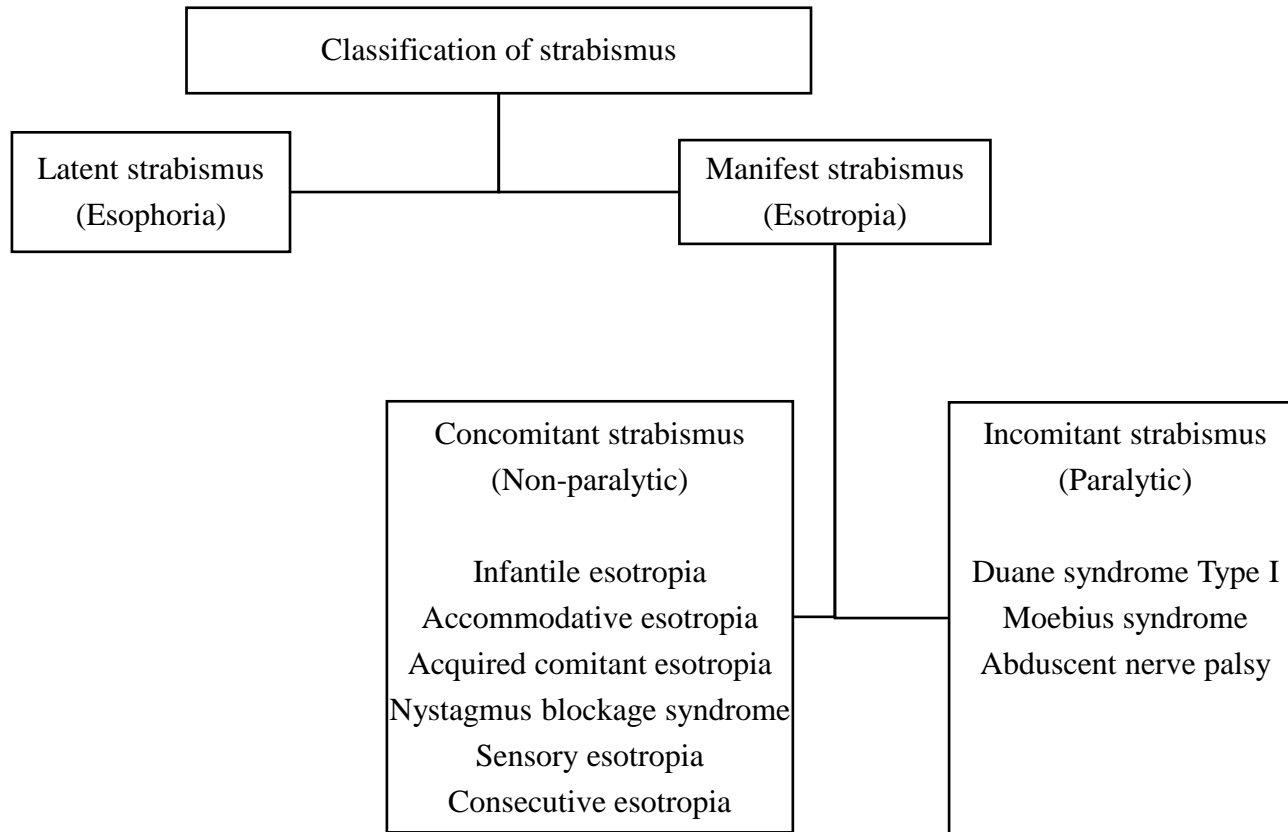 Classification of strabismus
Latent strabismus
(Esophoria)
Manifest strabismus
(Esotropia)
Concomitant strabismus
(Non-paralytic)
Infantile esotropia
Accommodative esotropia
Acquired comitant esotropia
Nystagmus blockage syndrome
Sensory esotropia
Consecutive esotropia
Incomitant strabismus
(Paralytic)
Duane syndrome Type I
Moebius syndrome
Abduscent nerve palsy